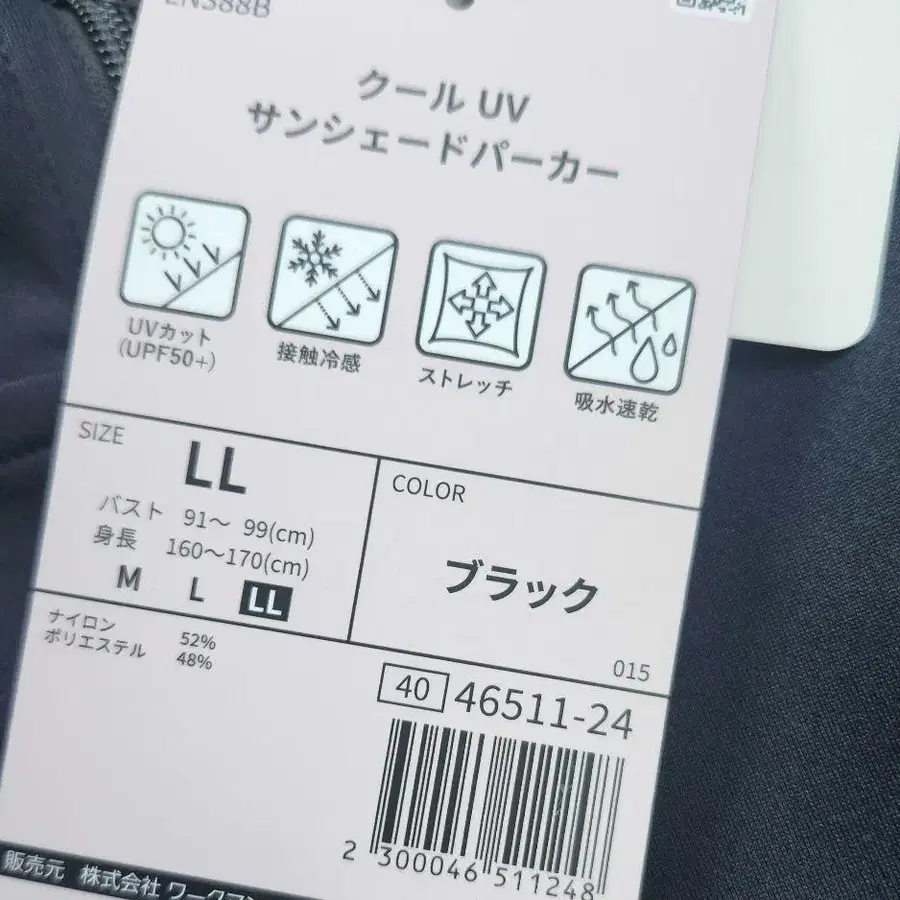 クール UV
サンシェードパーカー
UVカット
(UPF50+)
接触冷感
ストレッチ
吸水速乾
SIZE
LL
バスト 91〜 99(cm)
身長 160〜170(cm)
M L LL
COLOR
ブラック
015
ナイロン 52%
ポリエステル 48%
40 46511-24
2 300046 511248
販売元 株式会社 ワークマン